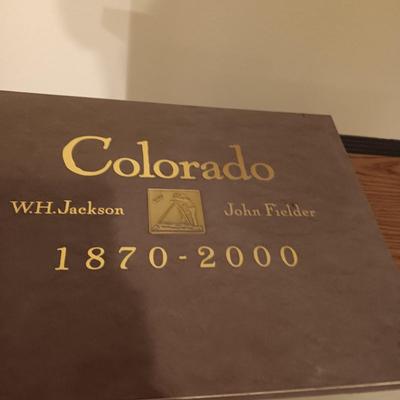 Colorado
W.H.Jackson John Fielder
1870-2000